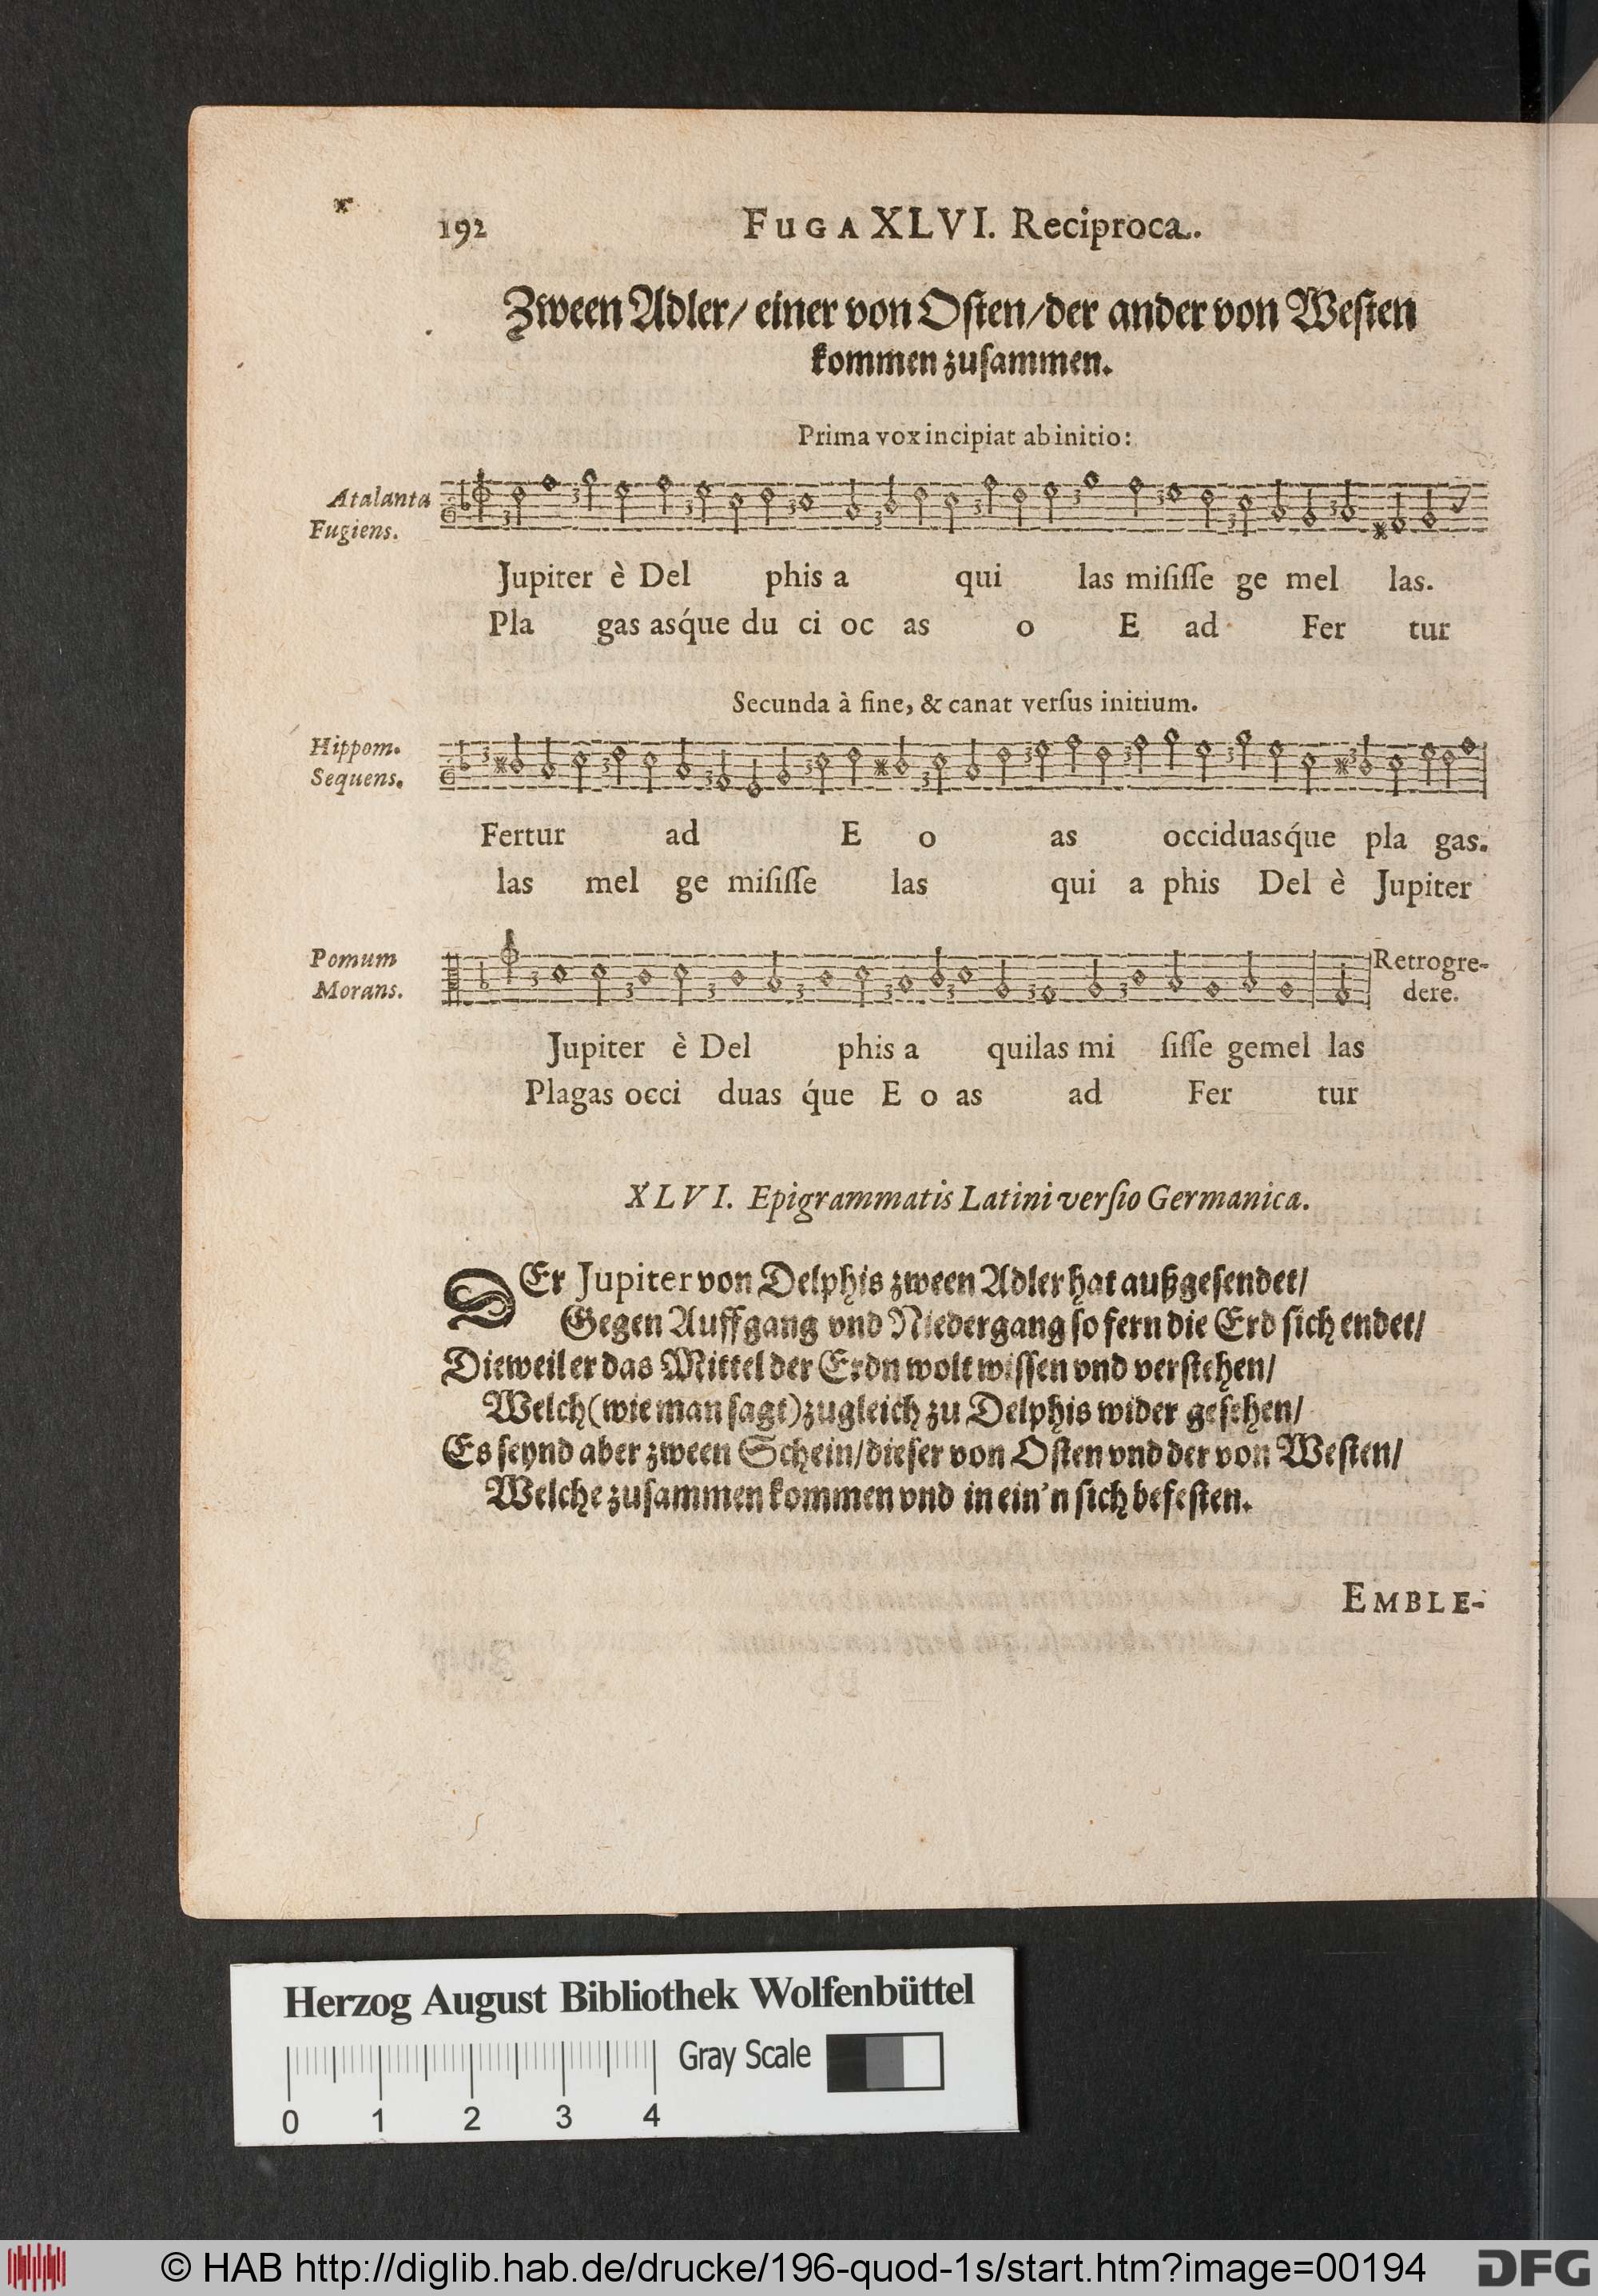 192
FUGA XLVI. Reciproca.
Zween Adler/ einer von Oſten/ der ander von Weſten
kommen zuſammen.
Prima vox incipiat ab initio:
Atalanta
Fugiens.
Jupiter è Del phis a qui las miſiſſe ge mel las.
Pla gas asq́ue du ci oc as o E ad Fer tur
Secunda à fine, & canat verſus initium.
Hippom.
Sequens.
Fertur ad E o as occiduasq́ue pla gas.
las mel ge miſiſſe las qui a phis Del è Jupiter
Pomum
Morans.
Retrogre-
dere.
Jupiter è Del phis a quilas mi ſiſſe gemel las
Plagas occi duas q́ue E o as ad Fer tur
XLVI. Epigrammatis Latini verſio Germanica.
DEr Jupiter von Delphis zween Adler hat außgeſendet/
Gegen Auffgang vnd Niedergang ſo fern die Erd ſich endet/
Dieweil er das Mittel der Erdn wolt wiſſen vnd verſtehen/
Welch (wie man ſagt) zugleich zu Delphis wider geſehen/
Es ſeynd aber zween Schein/ dieſer von Oſten vnd der von Weſten/
Welche zuſammen kommen vnd in ein'n ſich befeſten.
EMBLE-
Herzog August Bibliothek Wolfenbüttel
Gray Scale
0 1 2 3 4
© HAB http://diglib.hab.de/drucke/196-quod-1s/start.htm?image=00194
DFG